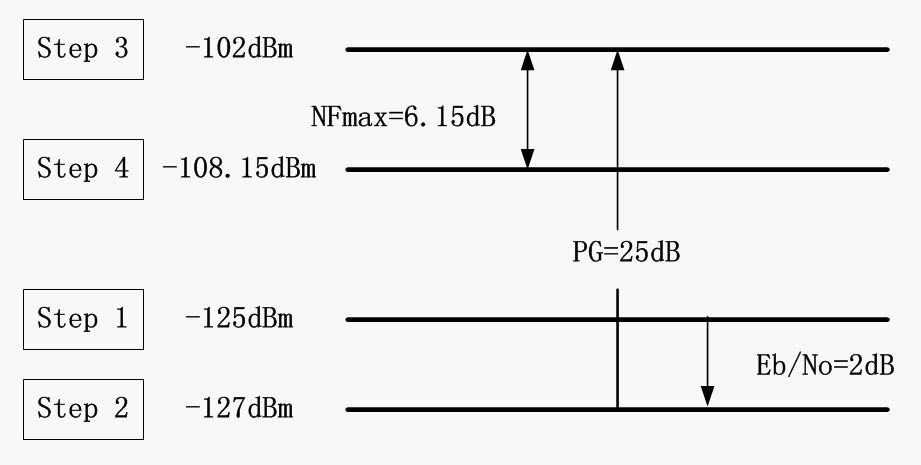 Step 3 -102dBm
NFmax=6.15dB
Step 4 -108.15dBm
PG=25dB
Step 1 -125dBm
Eb/No=2dB
Step 2 -127dBm